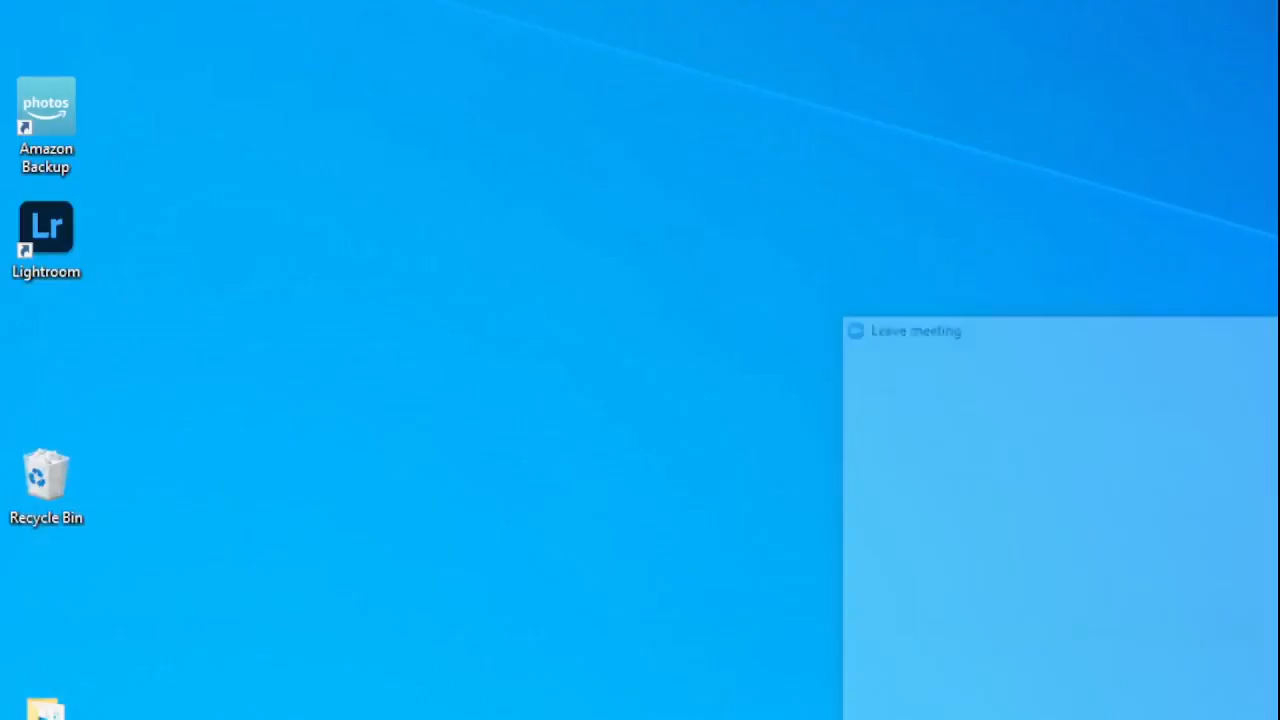 photos
Amazon
Backup
Lr
Lightroom
Leave meeting
Recycle Bin